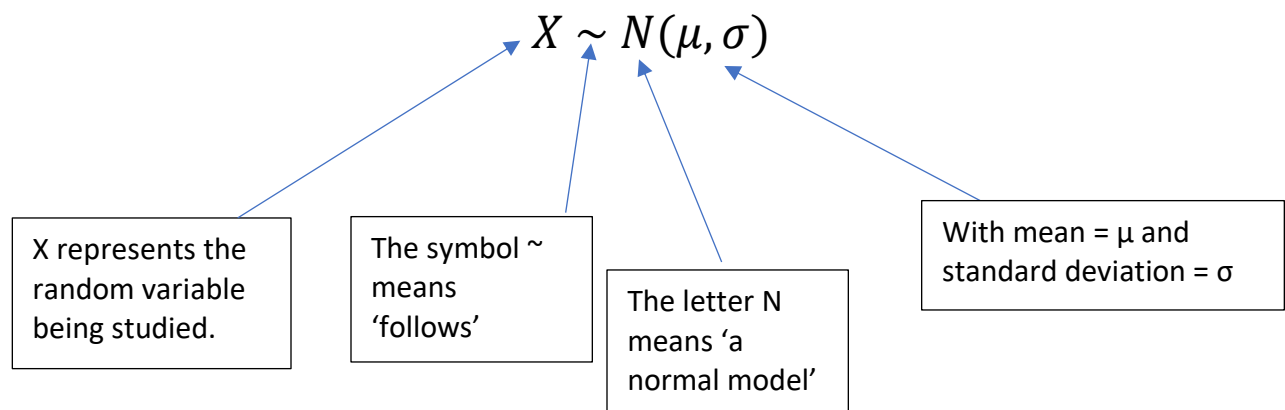 X ~ N(μ, σ)
X represents the
random variable
being studied.
The symbol ~
means
‘follows’
The letter N
means ‘a
normal model’
With mean = μ and
standard deviation = σ